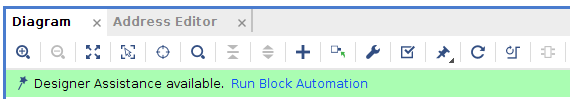 Diagram Address Editor
Designer Assistance available. Run Block Automation